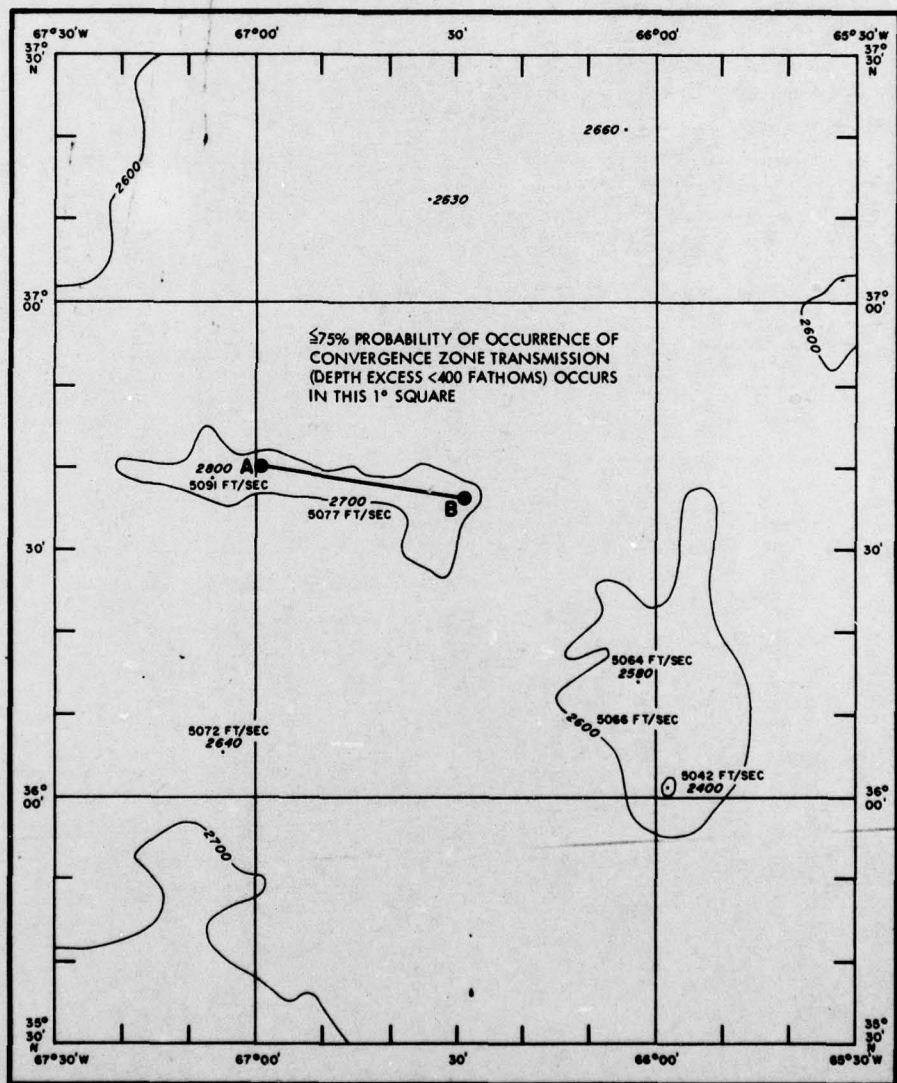 67°30'W 67°00' 30' 66°00' 65°30'W
37° 30' N
37° 30' N
2660
2600
2630
37° 00'
37° 00'
2600
≦75% PROBABILITY OF OCCURRENCE OF
CONVERGENCE ZONE TRANSMISSION
(DEPTH EXCESS <400 FATHOMS) OCCURS
IN THIS 1° SQUARE
2800
A
5091 FT/SEC
2700
B
5077 FT/SEC
30'
30'
5064 FT/SEC
2580
2600
5066 FT/SEC
5072 FT/SEC
2640
5042 FT/SEC
2400
36° 00'
36° 00'
2700
35° 30' N
35° 30' N
67°30'W 67°00' 30' 66°00' 65°30'W